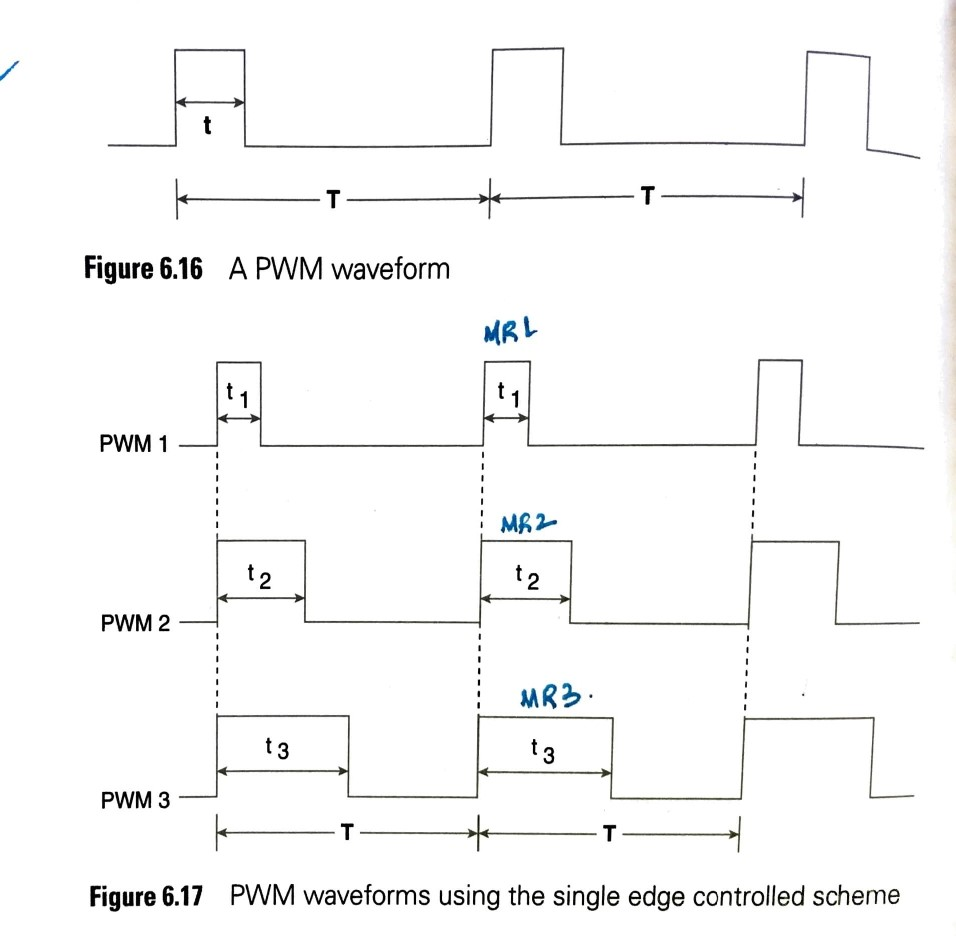 t
T T
Figure 6.16 A PWM waveform
MR1
t1 t1
PWM 1
MR2
t2 t2
PWM 2
MR3.
t3 t3
PWM 3
T T
Figure 6.17 PWM waveforms using the single edge controlled scheme